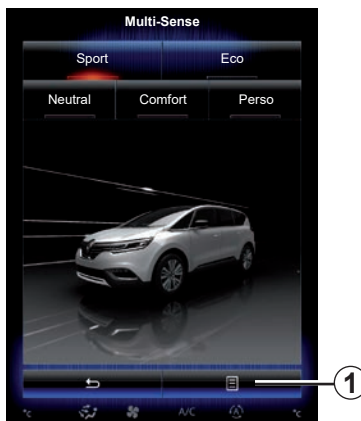 Multi-Sense
Sport Eco
Neutral Comfort Perso
1
°c A/C °c